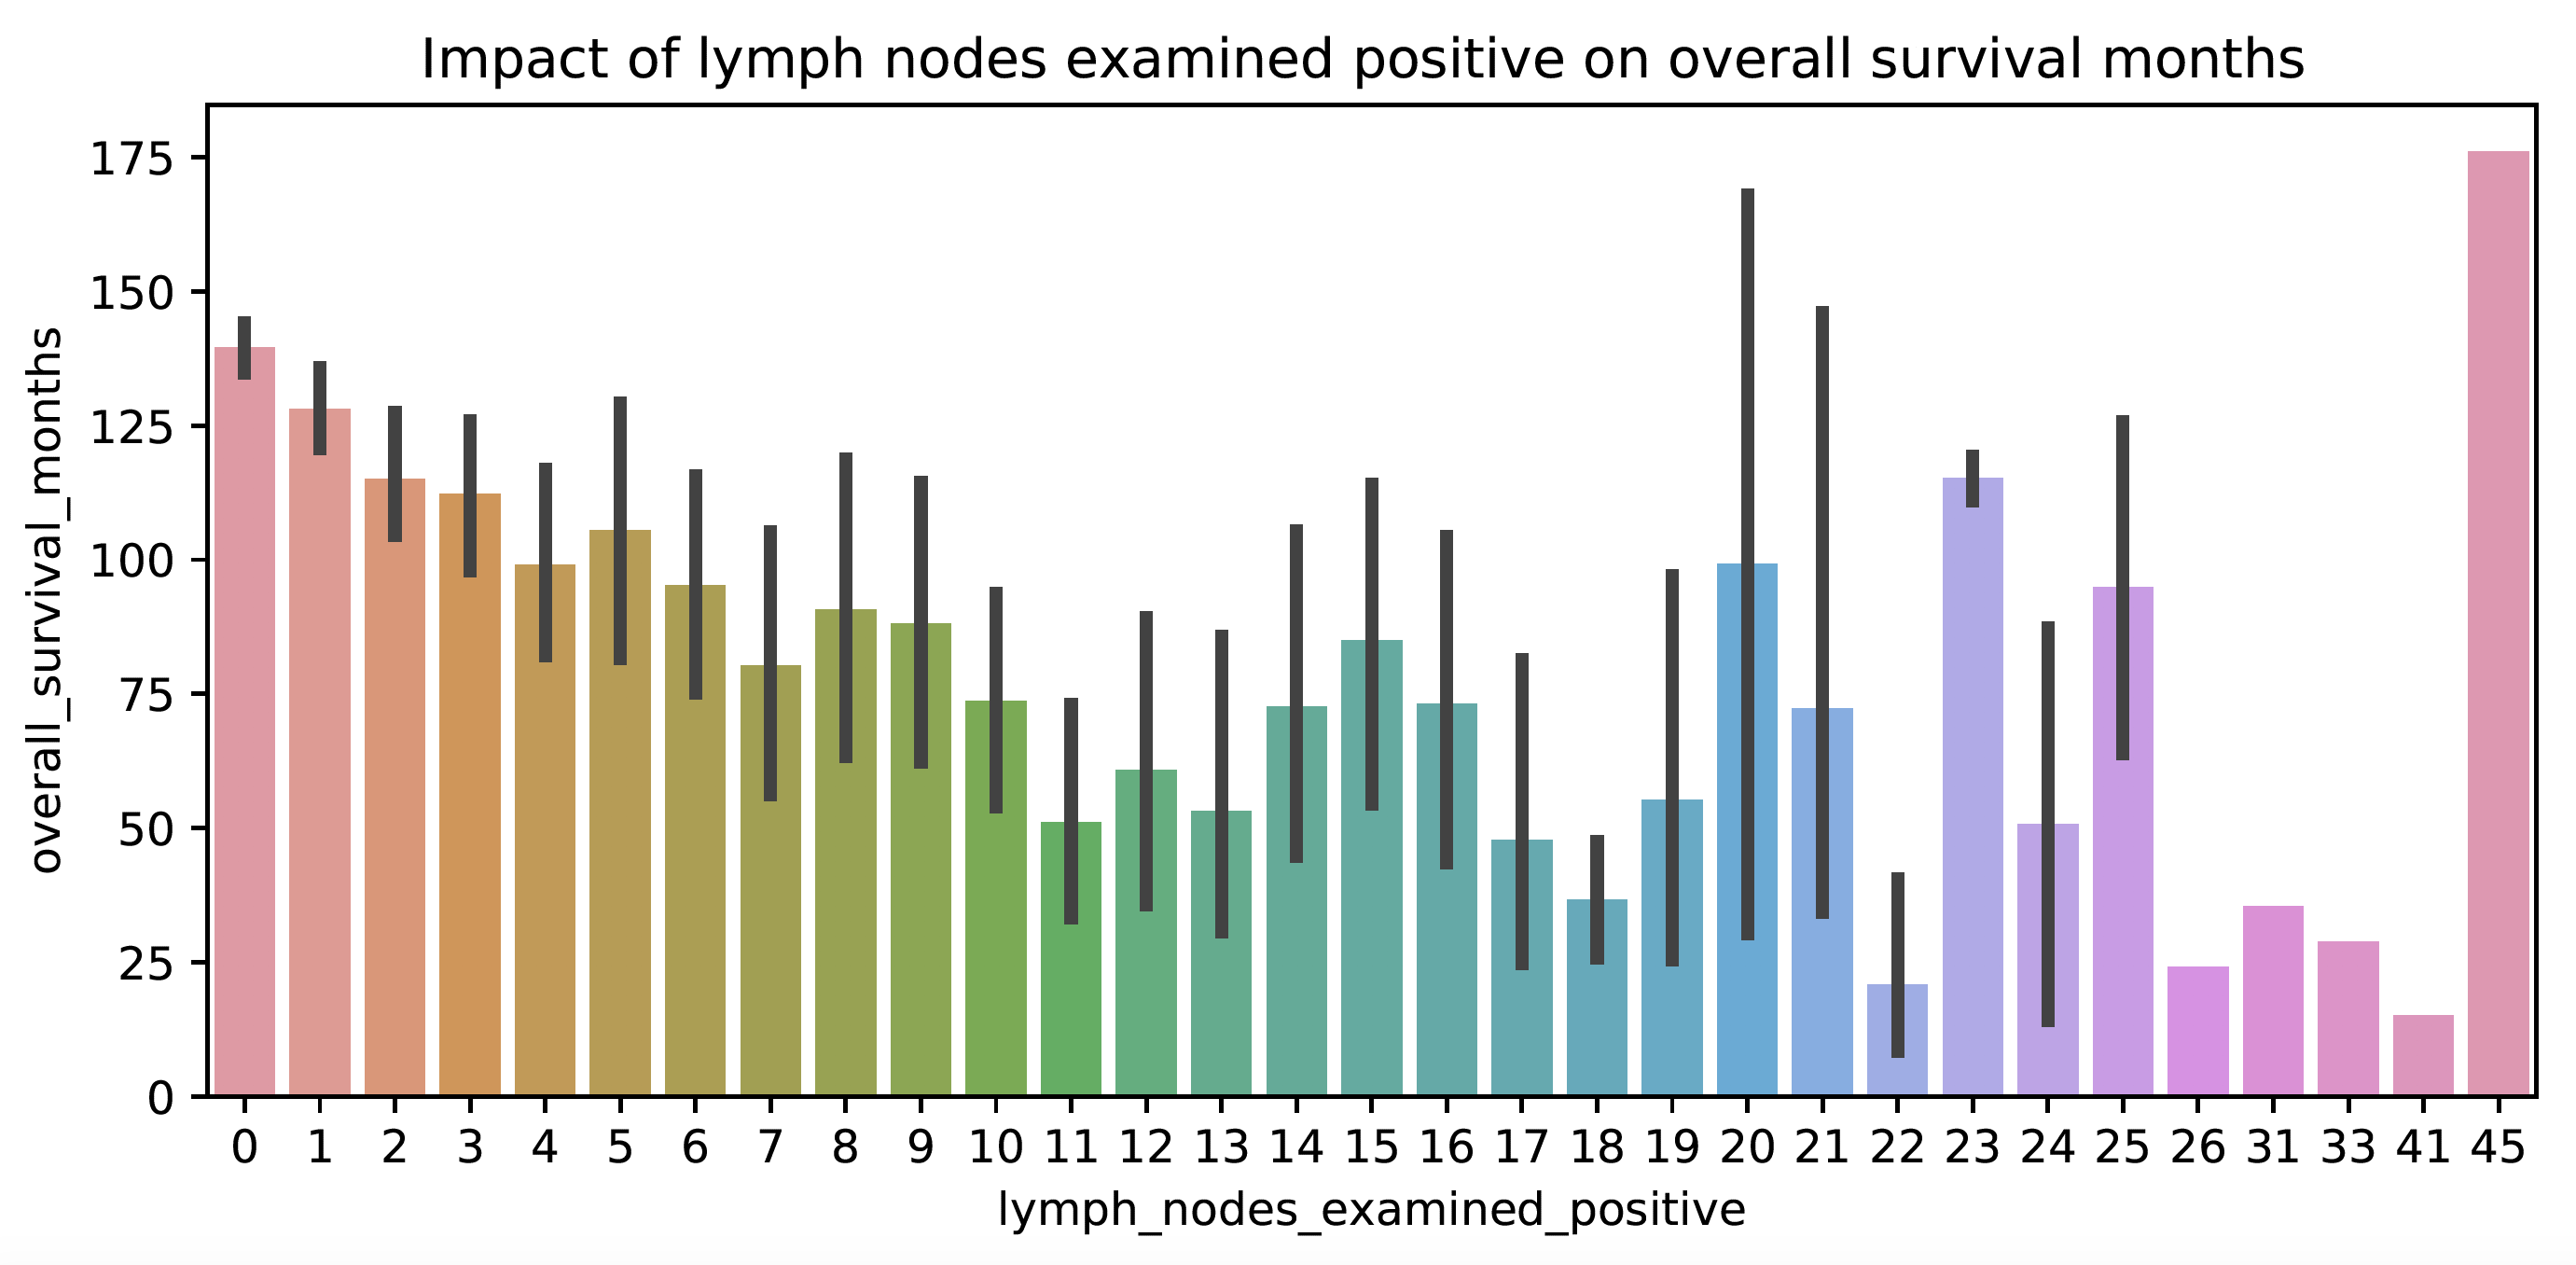 Impact of lymph nodes examined positive on overall survival months
175
150
125
100
75
50
25
0
overall_survival_months
0 1 2 3 4 5 6 7 8 9 10 11 12 13 14 15 16 17 18 19 20 21 22 23 24 25 26 31 33 41 45
lymph_nodes_examined_positive